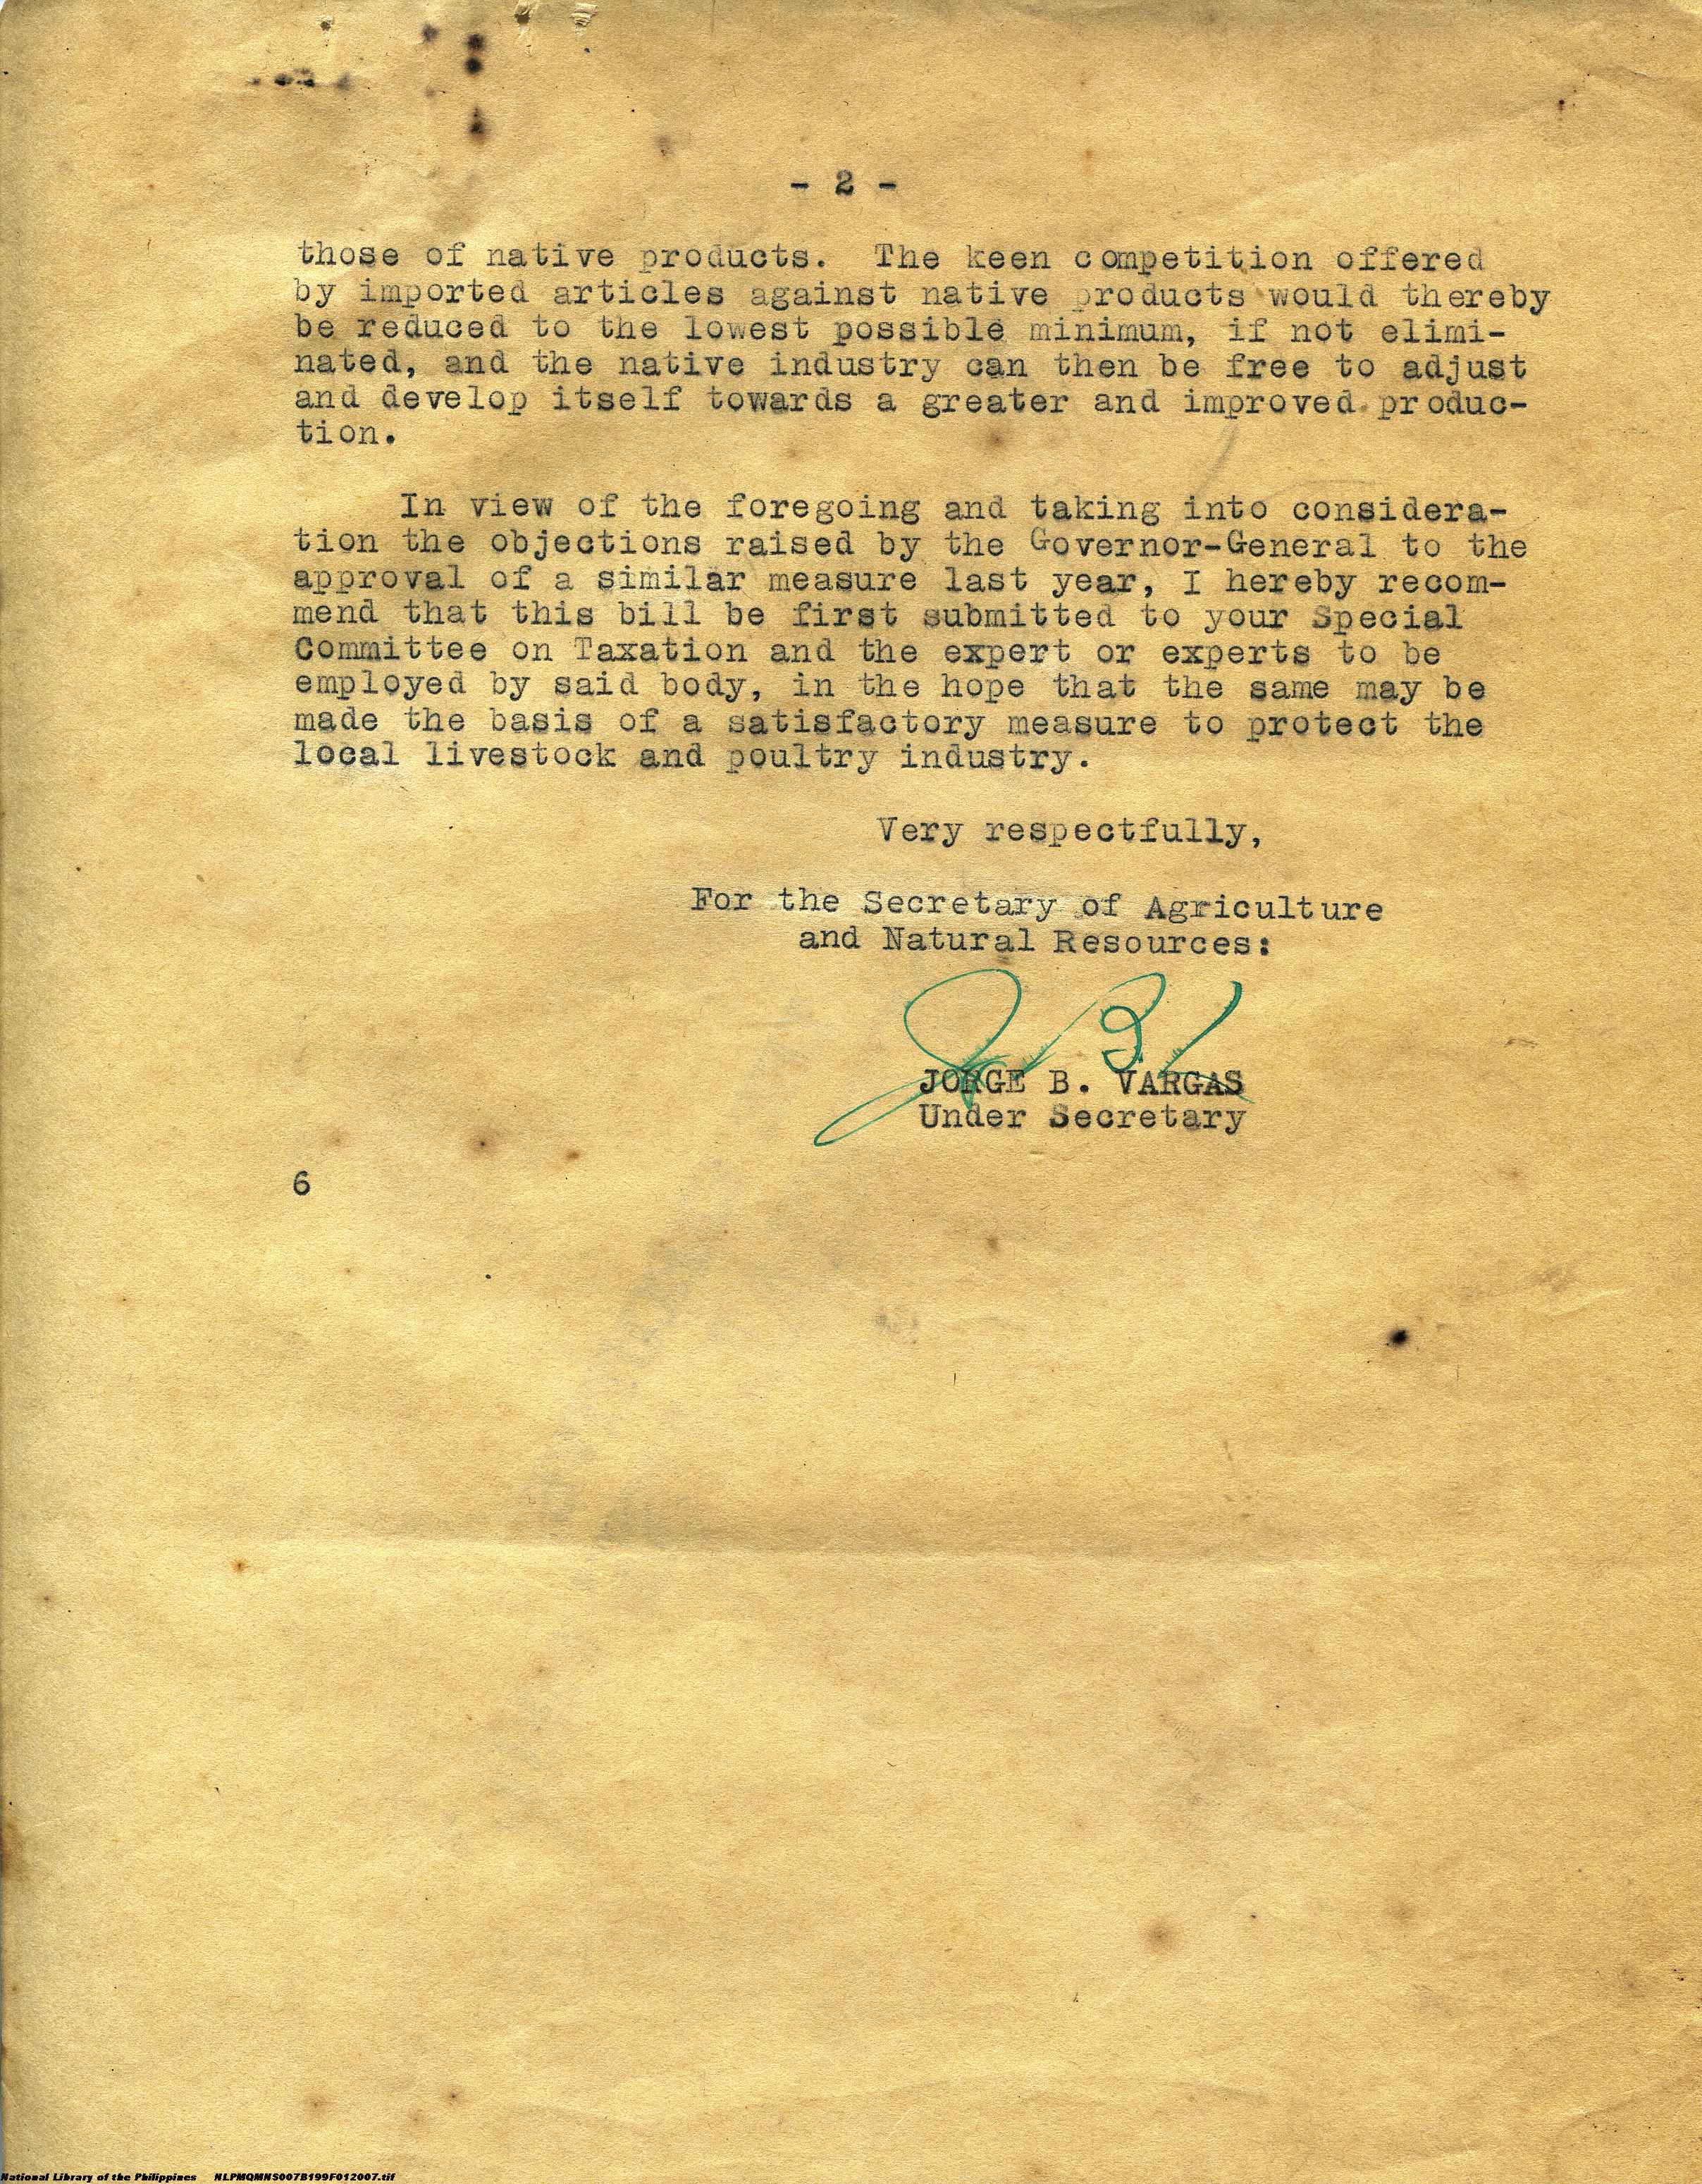 - 2 -
those of native products. The keen competition offered
by imported articles against native products would thereby
be reduced to the lowest possible minimum, if not elimi-
nated, and the native industry can then be free to adjust
and develop itself towards a greater and improved produc-
tion.
In view of the foregoing and taking into considera-
tion the objections raised by the Governor-General to the
approval of a similar measure last year, I hereby recom-
mend that this bill be first submitted to your Special
Committee on Taxation and the expert or experts to be
employed by said body, in the hope that the same may be
made the basis of a satisfactory measure to protect the
local livestock and poultry industry.
Very respectfully,
For the Secretary of Agriculture
and Natural Resources:
JORGE B. VARGAS
Under Secretary
6
National Library of the Philippines NLPMQMNS007B199F012007.tif